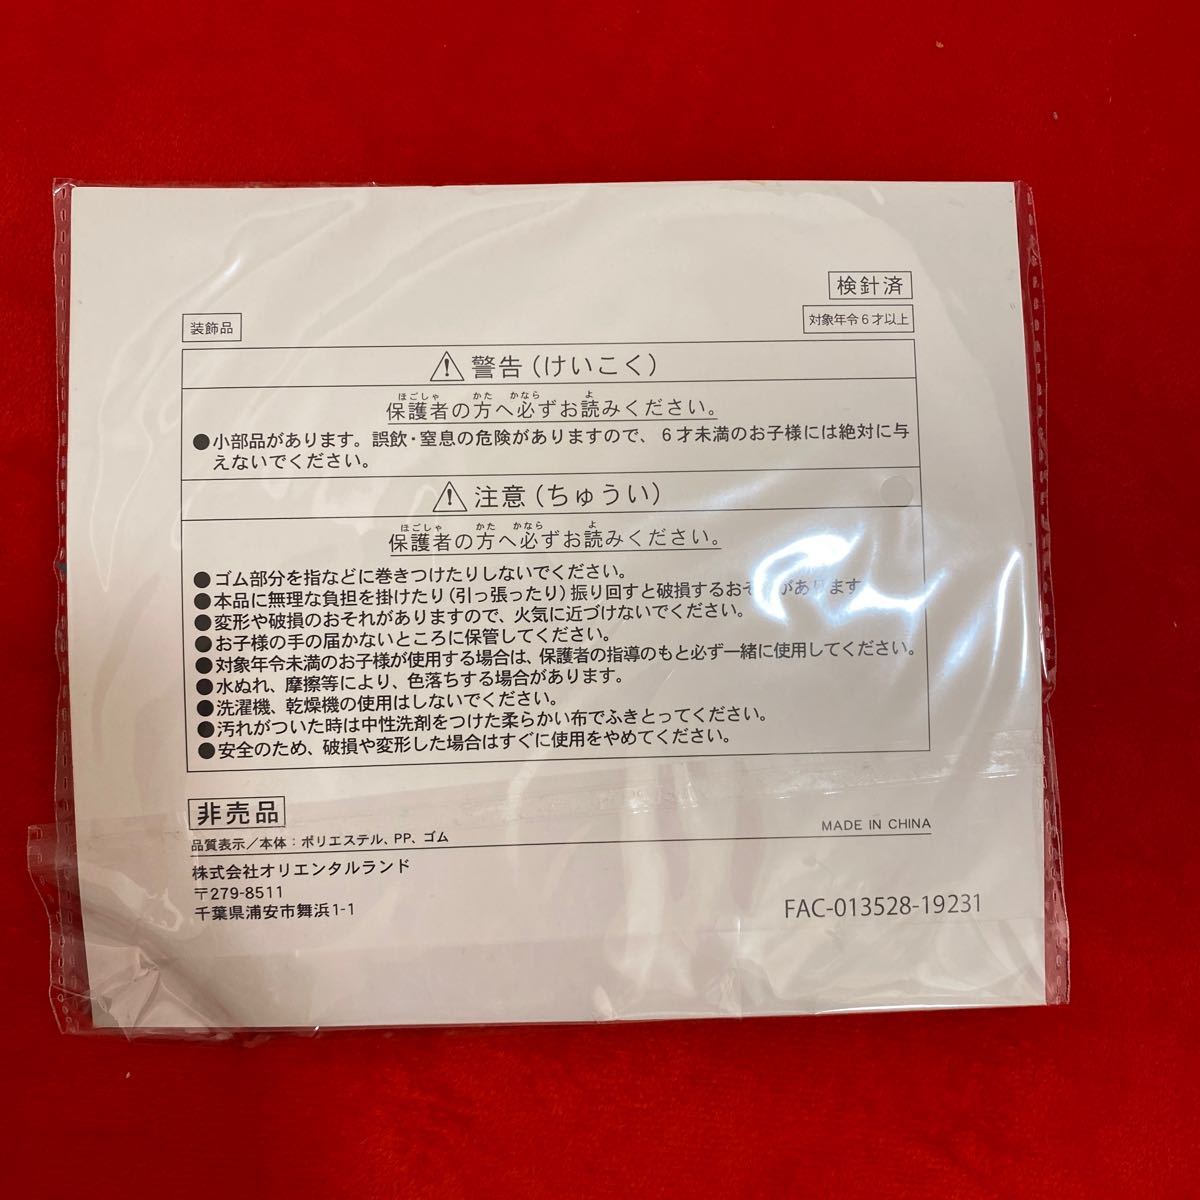 検針済
装飾品
対象年令6才以上
警告(けいこく)
ほごしゃ かた かなら よ
保護者の方へ必ずお読みください。
●小部品があります。誤飲・窒息の危険がありますので、6才未満のお子様には絶対に与
えないでください。
注意(ちゅうい)
ほごしゃ かた かなら よ
保護者の方へ必ずお読みください。
●ゴム部分を指などに巻きつけたりしないでください。
●本品に無理な負担を掛けたり(引っ張ったり)振り回すと破損するおそれがあります
●変形や破損のおそれがありますので、火気に近づけないでください。
●お子様の手の届かないところに保管してください。
●対象年令未満のお子様が使用する場合は、保護者の指導のもと必ず一緒に使用してください。
●水ぬれ、摩擦等により、色落ちする場合があります。
●洗濯機、乾燥機の使用はしないでください。
●汚れがついた時は中性洗剤をつけた柔らかい布でふきとってください。
●安全のため、破損や変形した場合はすぐに使用をやめてください。
非売品
品質表示/本体:ポリエステル、PP、ゴム
MADE IN CHINA
株式会社オリエンタルランド
〒279-8511
千葉県浦安市舞浜1-1
FAC-013528-19231